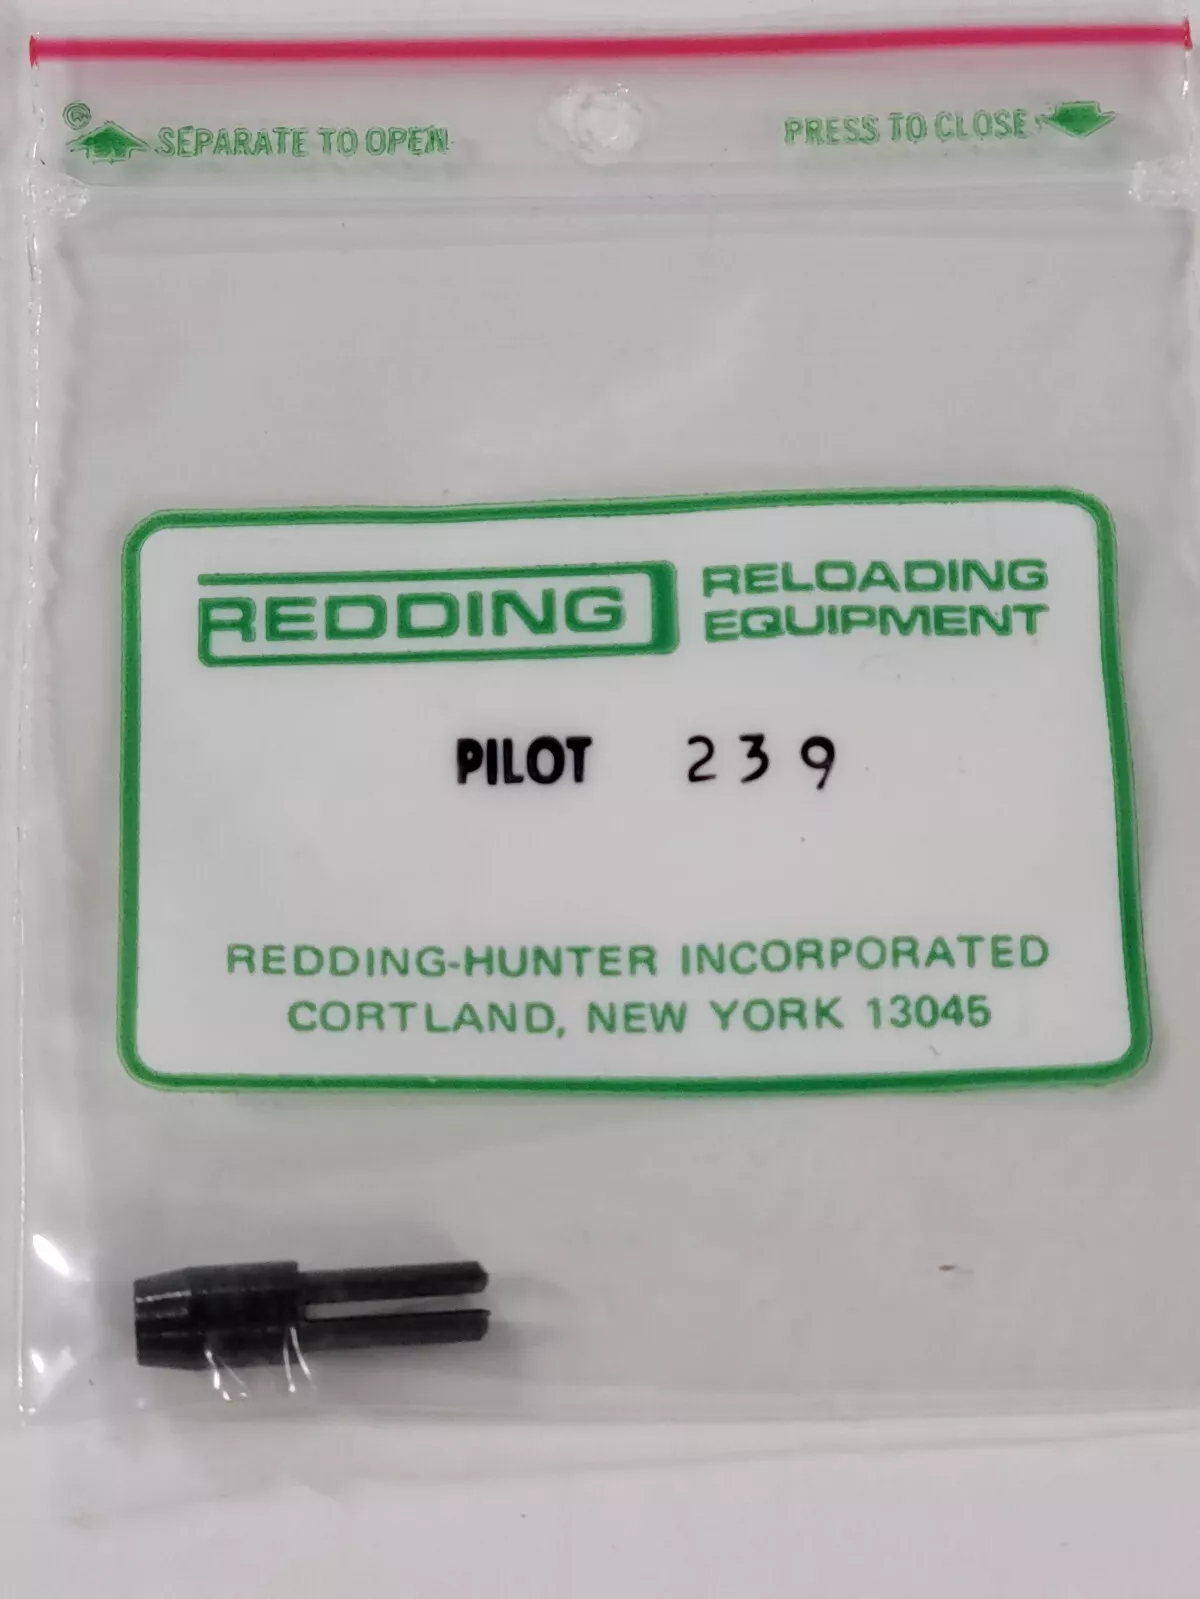 SEPARATE TO OPEN
PRESS TO CLOSE
REDDING
RELOADING
EQUIPMENT
PILOT 239
REDDING-HUNTER INCORPORATED
CORTLAND, NEW YORK 13045